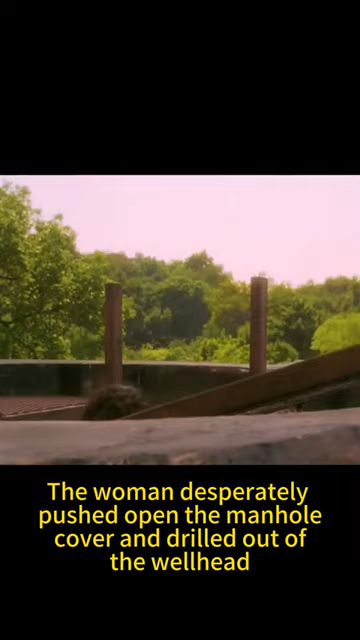 The woman desperately
pushed open the manhole
cover and drilled out of
the wellhead